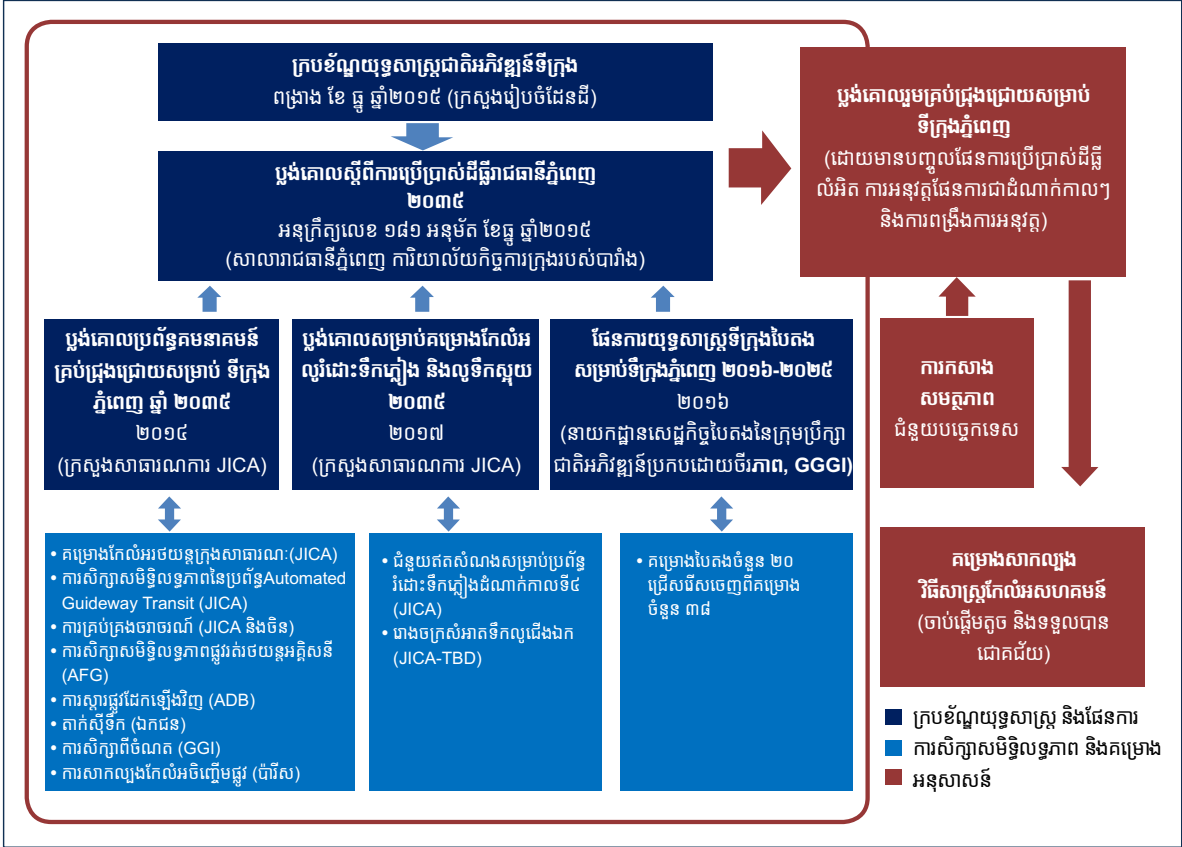 ក្របខ័ណ្ឌយុទ្ធសាស្ត្រជាតិអភិវឌ្ឍន៍ទីក្រុង
ពង្រាង ខែ ធ្នូ ឆ្នាំ២០១៥ (ក្រសួងរៀបចំដែនដី)
ប្លង់គោលស្តីពីការប្រើប្រាស់ដីធ្លីរាជធានីភ្នំពេញ
២០៣៥
អនុក្រឹត្យលេខ ១៨១ អនុម័ត ខែធ្នូ ឆ្នាំ២០១៥
(សាលារាជធានីភ្នំពេញ ការិយាល័យកិច្ចការក្រុងរបស់បារាំង)
ប្លង់គោលប្រព័ន្ធគមនាគមន៍
គ្រប់ជ្រុងជ្រោយសម្រាប់ ទីក្រុង
ភ្នំពេញ ឆ្នាំ ២០៣៥
២០១៤
(ក្រសួងសាធារណការ JICA)
ប្លង់គោលសម្រាប់គម្រោងកែលំអ
លូរំដោះទឹកភ្លៀង និងលូទឹកស្អុយ
២០៣៥
២០១៧
(ក្រសួងសាធារណការ JICA)
ផែនការយុទ្ធសាស្ត្រទីក្រុងបៃតង
សម្រាប់ទីក្រុងភ្នំពេញ ២០១៦-២០២៥
២០១៦
(នាយកដ្ឋានសេដ្ឋកិច្ចបៃតងនៃក្រុមប្រឹក្សា
ជាតិអភិវឌ្ឍន៍ប្រកបដោយចីរភាព, GGGI)
• គម្រោងកែលំអរថយន្តក្រុងសាធារណ:(JICA)
• ការសិក្សាសមិទ្ធិលទ្ធភាពនៃប្រព័ន្ធAutomated
Guideway Transit (JICA)
• ការគ្រប់គ្រងចរាចរណ៍ (JICA និងចិន)
• ការសិក្សាសមិទ្ធិលទ្ធភាពផ្លូវរត់រថយន្តអគ្គិសនី
(AFG)
• ការស្តារផ្លូវដែកឡើងវិញ (ADB)
• តាក់ស៊ីទឹក (ឯកជន)
• ការសិក្សាពីចំណត (GGI)
• ការសាកល្បងកែលំអចិញ្ចើមផ្លូវ (ប៉ារីស)
• ជំនួយឥតសំណងសម្រាប់ប្រព័ន្ធ
រំដោះទឹកភ្លៀងដំណាក់កាលទី៤
(JICA)
• រោងចក្រសំអាតទឹកលូជើងឯក
(JICA-TBD)
• គម្រោងបៃតងចំនួន ២០
ជ្រើសរើសចេញពីគម្រោង
ចំនួន ៣៨
ប្លង់គោលរួមគ្រប់ជ្រុងជ្រោយសម្រាប់
ទីក្រុងភ្នំពេញ
(ដោយមានបញ្ចូលផែនការប្រើប្រាស់ដីធ្លី
លំអិត ការអនុវត្តផែនការជាដំណាក់កាលៗ
និងការពង្រឹងការអនុវត្ត)
ការកសាង
សមត្ថភាព
ជំនួយបច្ចេកទេស
គម្រោងសាកល្បង
វិធីសាស្ត្រកែលំអសហគមន៍
(ចាប់ផ្តើមតូច និងទទួលបាន
ជោគជ័យ)
ក្របខ័ណ្ឌយុទ្ធសាស្ត្រ និងផែនការ
ការសិក្សាសមិទ្ធិលទ្ធភាព និងគម្រោង
អនុសាសន៍